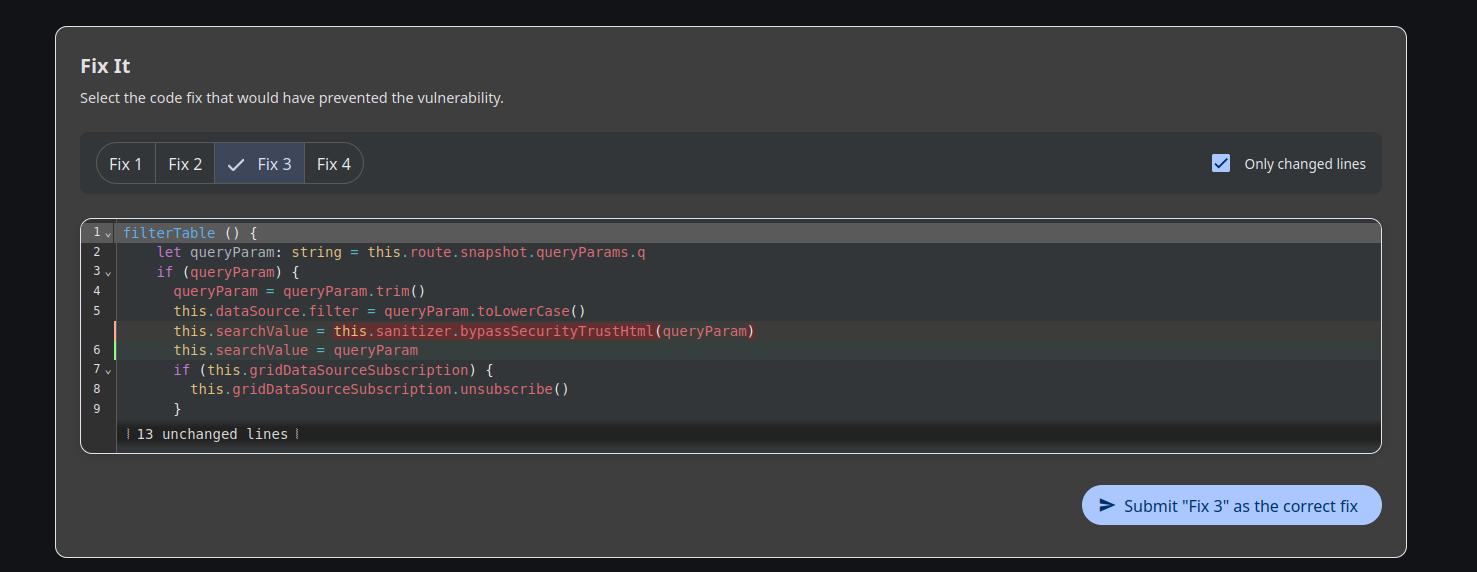 Fix It
Select the code fix that would have prevented the vulnerability.
Fix 1 Fix 2 Fix 3 Fix 4 Only changed lines
1 filterTable () {
2 let queryParam: string = this.route.snapshot.queryParams.q
3 if (queryParam) {
4 queryParam = queryParam.trim()
5 this.dataSource.filter = queryParam.toLowerCase()
this.searchValue = this.sanitizer.bypassSecurityTrustHtml(queryParam)
6 this.searchValue = queryParam
7 if (this.gridDataSourceSubscription) {
8 this.gridDataSourceSubscription.unsubscribe()
9 }
⦚ 13 unchanged lines ⦚
Submit "Fix 3" as the correct fix